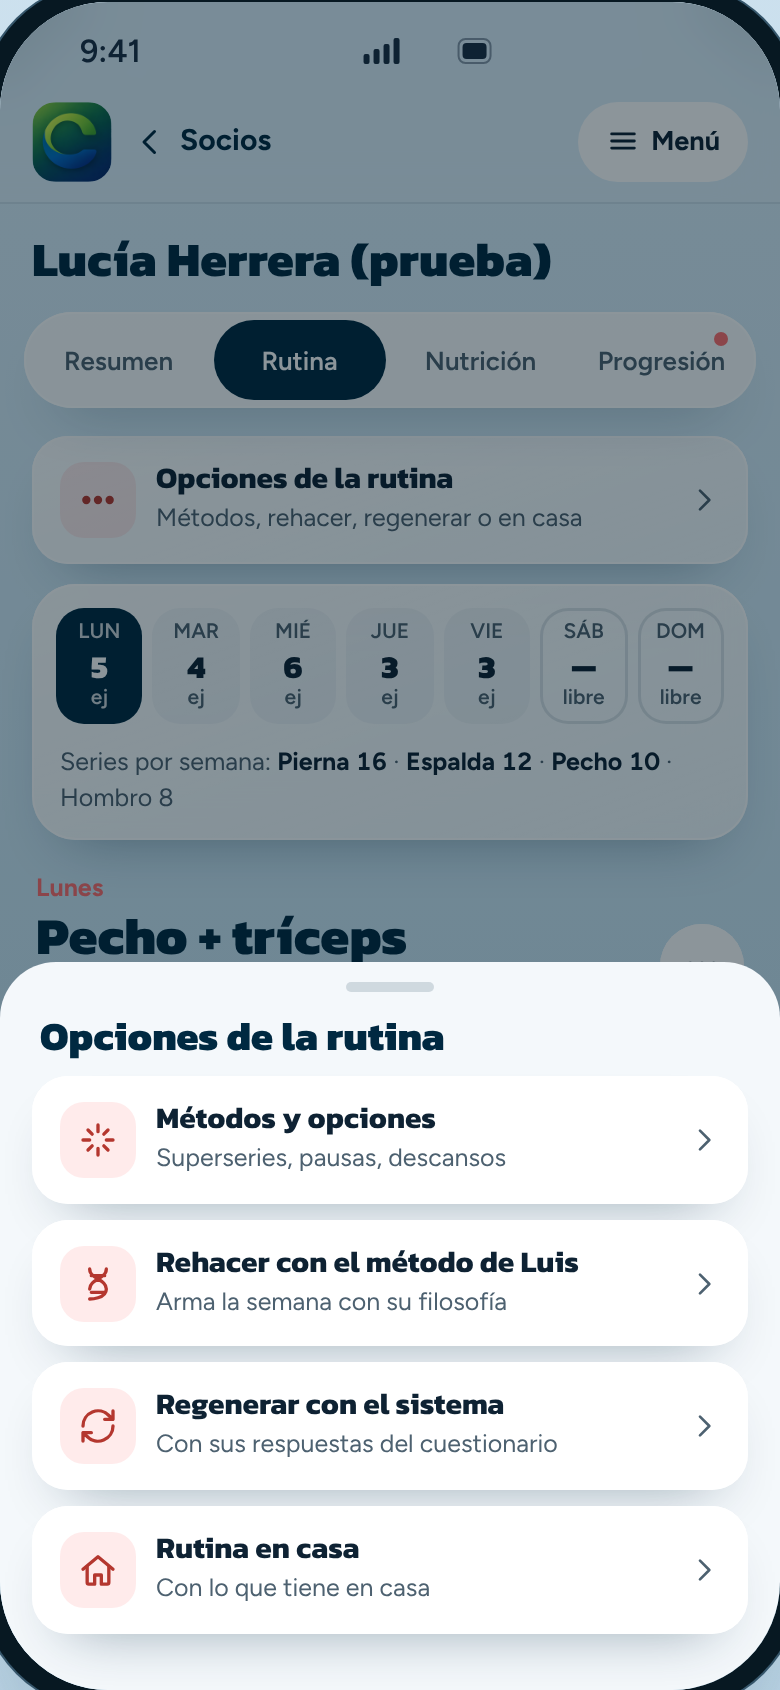 9:41
Socios
Menú
Lucía Herrera (prueba)
Resumen
Rutina
Nutrición
Progresión
Opciones de la rutina
Métodos, rehacer, regenerar o en casa
LUN MAR MIÉ JUE VIE SÁB DOM
5 4 6 3 3 — —
ej ej ej ej ej libre libre
Series por semana: Pierna 16 · Espalda 12 · Pecho 10 ·
Hombro 8
Lunes
Pecho + tríceps
Opciones de la rutina
Métodos y opciones
Superseries, pausas, descansos
Rehacer con el método de Luis
Arma la semana con su filosofía
Regenerar con el sistema
Con sus respuestas del cuestionario
Rutina en casa
Con lo que tiene en casa